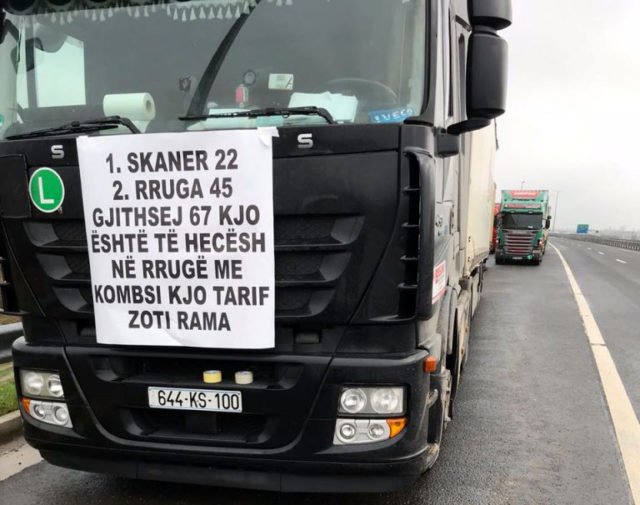 IVECO
S
S
L
1. SKANER 22
2. RRUGA 45
GJITHSEJ 67 KJO
ËSHTË TË HECËSH
NË RRUGË ME
KOMBSI KJO TARIF
ZOTI RAMA
644-KS-100